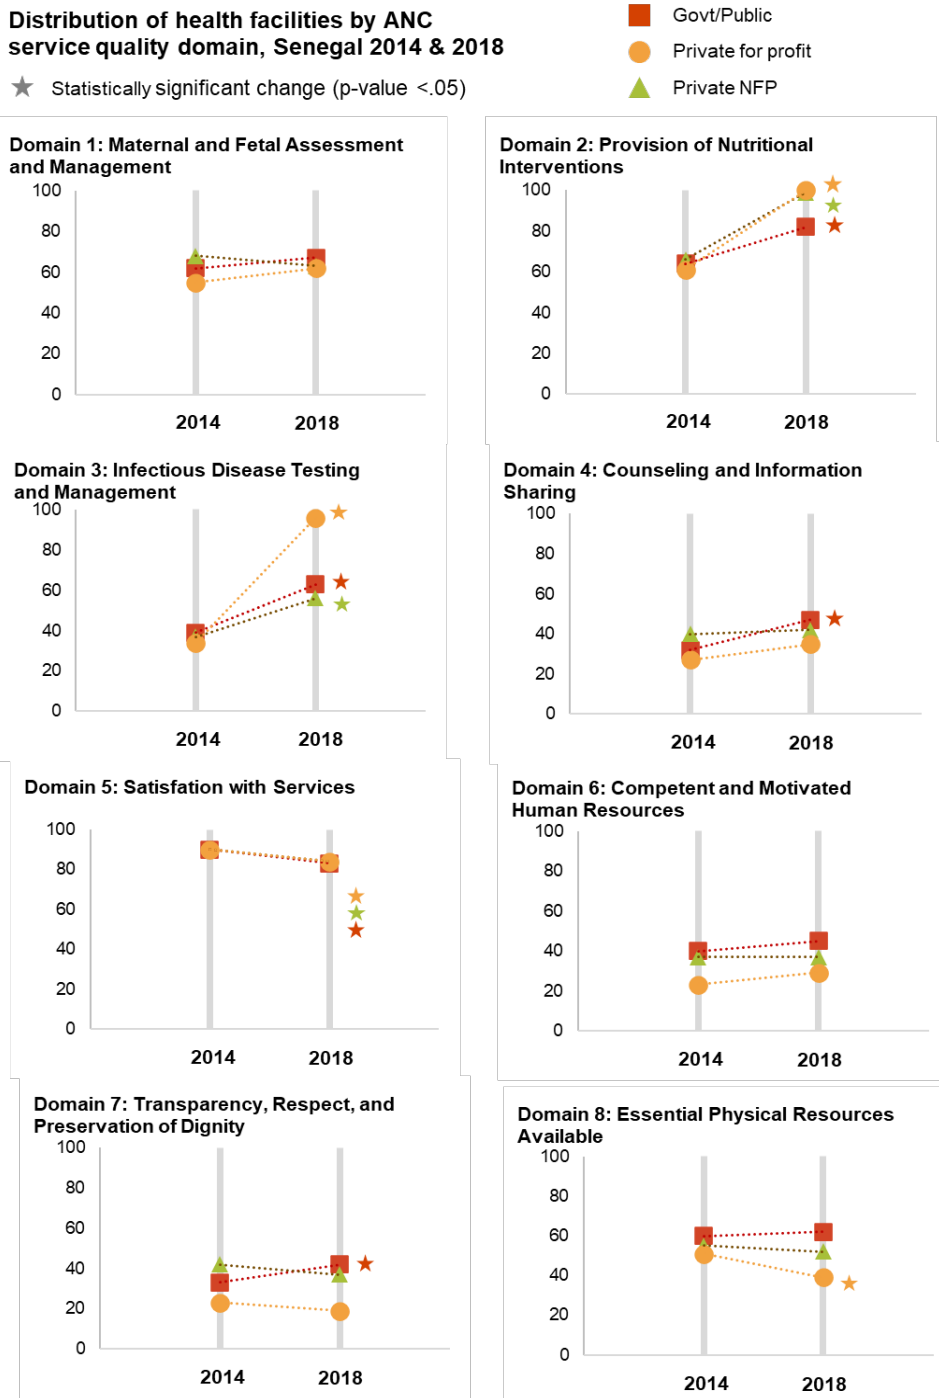 Distribution of health facilities by ANC
service quality domain, Senegal 2014 & 2018
Statistically significant change (p-value <.05)
Govt/Public
Private for profit
Private NFP
Domain 1: Maternal and Fetal Assessment
and Management
100
80
60
40
20
0
2014 2018
Domain 2: Provision of Nutritional
Interventions
100
80
60
40
20
0
2014 2018
Domain 3: Infectious Disease Testing
and Management
100
80
60
40
20
0
2014 2018
Domain 4: Counseling and Information
Sharing
100
80
60
40
20
0
2014 2018
Domain 5: Satisfation with Services
100
80
60
40
20
0
2014 2018
Domain 6: Competent and Motivated
Human Resources
100
80
60
40
20
0
2014 2018
Domain 7: Transparency, Respect, and
Preservation of Dignity
100
80
60
40
20
0
2014 2018
Domain 8: Essential Physical Resources
Available
100
80
60
40
20
0
2014 2018